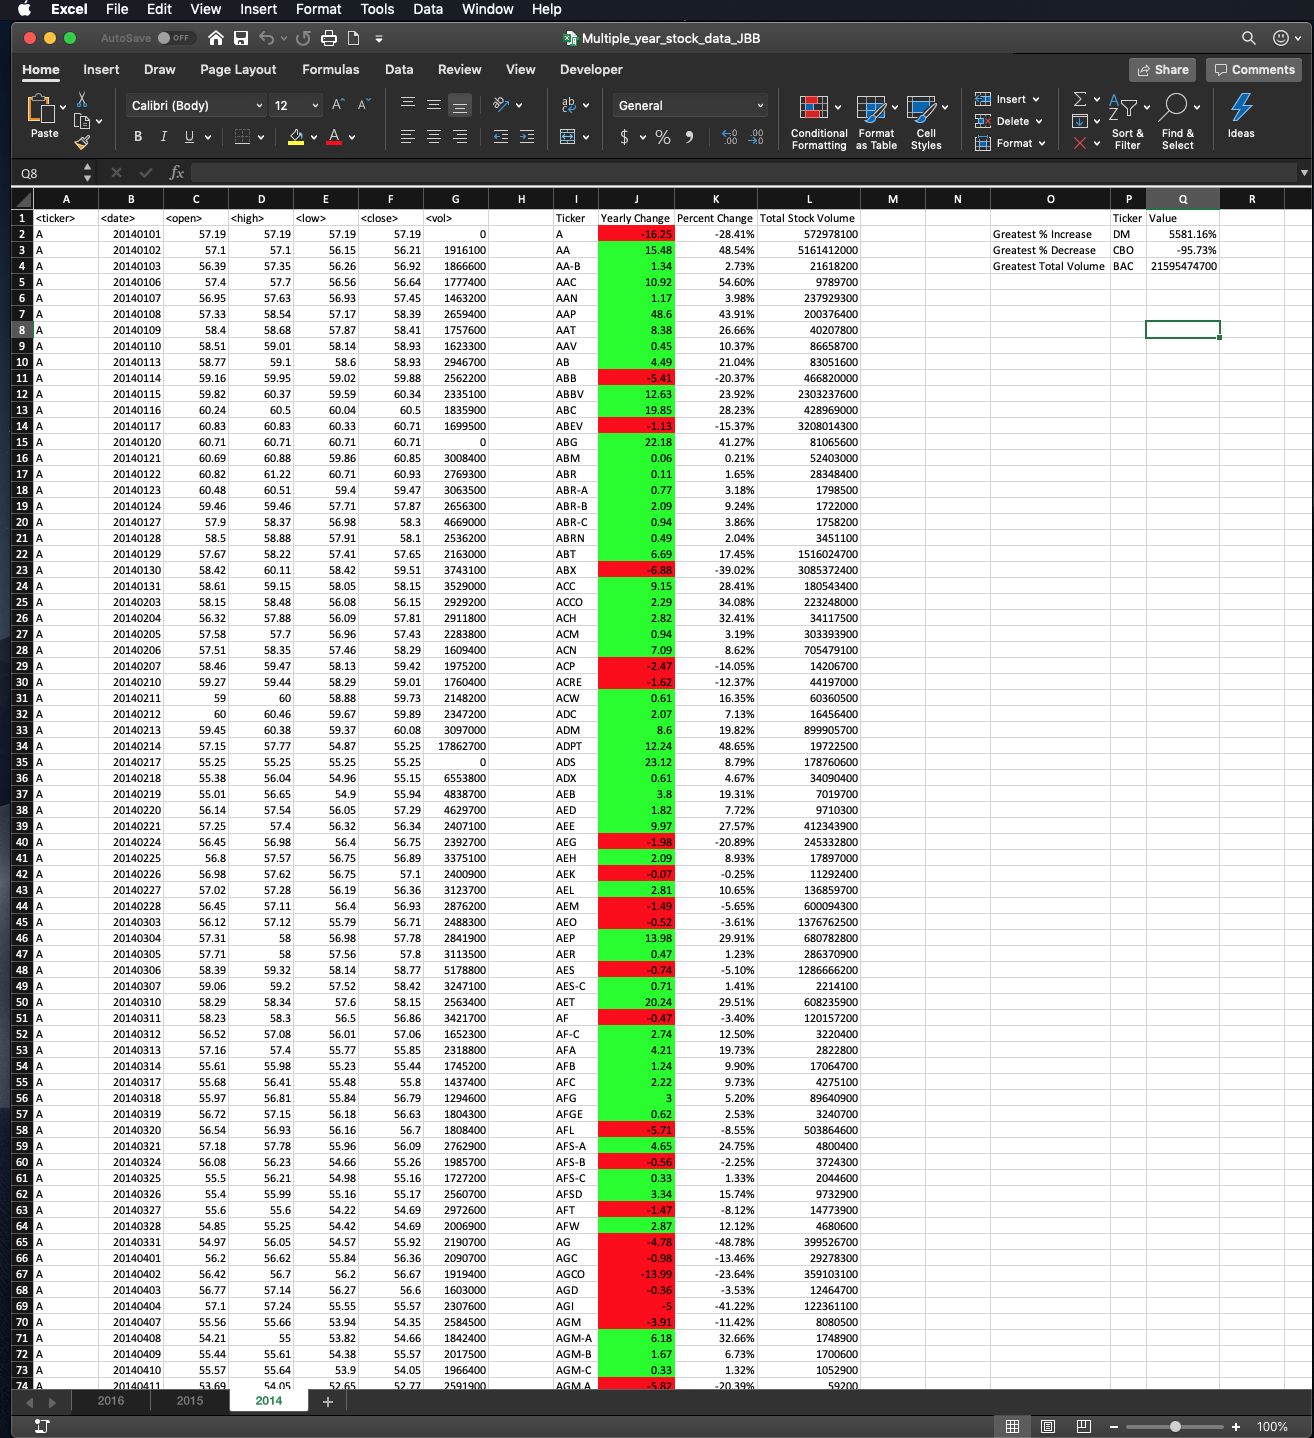 Excel File Edit View Insert Format Tools Data Window Help
AutoSave OFF Multiple_year_stock_data_JBB
Home Insert Draw Page Layout Formulas Data Review View Developer Share Comments
Paste Calibri (Body) 12 General Conditional Formatting Format as Table Cell Styles Insert Delete Format Sort & Filter Find & Select Ideas
Q8 fx
A B C D E F G H I J K L M N O P Q R
1 <ticker> <date> <open> <high> <low> <close> <vol> Ticker Yearly Change Percent Change Total Stock Volume Ticker Value
2 A 20140101 57.19 57.19 57.19 57.19 0 A -16.25 -28.41% 572978100 Greatest % Increase DM 5581.16%
3 A 20140102 57.1 57.1 56.15 56.21 1916100 AA 15.48 48.54% 5161412000 Greatest % Decrease CBO -95.73%
4 A 20140103 56.39 57.35 56.26 56.92 1866600 AA-B 1.34 2.73% 21618200 Greatest Total Volume BAC 21595474700
5 A 20140106 57.4 57.7 56.56 56.64 1777400 AAC 10.92 54.60% 9789700
6 A 20140107 56.95 57.63 56.93 57.45 1463200 AAN 1.17 3.98% 237929300
7 A 20140108 57.33 58.54 57.17 58.39 2659400 AAP 48.6 43.91% 200376400
8 A 20140109 58.4 58.68 57.87 58.41 1757600 AAT 8.38 26.66% 40207800
9 A 20140110 58.51 59.01 58.14 58.93 1623300 AAV 0.45 10.37% 86658700
10 A 20140113 58.77 59.1 58.6 58.93 2946700 AB 4.49 21.04% 83051600
11 A 20140114 59.16 59.95 59.02 59.88 2562200 ABB -5.41 -20.37% 466820000
12 A 20140115 59.82 60.37 59.59 60.34 2335100 ABBV 12.63 23.92% 2303237600
13 A 20140116 60.24 60.5 60.04 60.5 1835900 ABC 19.85 28.23% 428969000
14 A 20140117 60.83 60.83 60.33 60.71 1699500 ABEV -1.13 -15.37% 3208014300
15 A 20140120 60.71 60.71 60.71 60.71 0 ABG 22.18 41.27% 81065600
16 A 20140121 60.69 60.88 59.86 60.85 3008400 ABM 0.06 0.21% 52403000
17 A 20140122 60.82 61.22 60.71 60.93 2769300 ABR 0.11 1.65% 28348400
18 A 20140123 60.48 60.51 59.4 59.47 3063500 ABR-A 0.77 3.18% 1798500
19 A 20140124 59.46 59.46 57.71 57.87 2656300 ABR-B 2.09 9.24% 1722000
20 A 20140127 57.9 58.37 56.98 58.3 4669000 ABR-C 0.94 3.86% 1758200
21 A 20140128 58.5 58.88 57.91 58.1 2536200 ABRN 0.49 2.04% 3451100
22 A 20140129 57.67 58.22 57.41 57.65 2163000 ABT 6.69 17.45% 1516024700
23 A 20140130 58.42 60.11 58.42 59.51 3743100 ABX -6.88 -39.02% 3085372400
24 A 20140131 58.61 59.15 58.05 58.15 3529000 ACC 9.15 28.41% 180543400
25 A 20140203 58.15 58.48 56.08 56.15 2929200 ACCO 2.29 34.08% 223248000
26 A 20140204 56.32 57.88 56.09 57.81 2911800 ACH 2.82 32.41% 34117500
27 A 20140205 57.58 57.7 56.96 57.43 2283800 ACM 0.94 3.19% 303393900
28 A 20140206 57.51 58.35 57.46 58.29 1609400 ACN 7.09 8.62% 705479100
29 A 20140207 58.46 59.47 58.13 59.42 1975200 ACP -2.47 -14.05% 14206700
30 A 20140210 59.27 59.44 58.29 59.01 1760400 ACRE -1.62 -12.37% 44197000
31 A 20140211 59 60 58.88 59.73 2148200 ACW 0.61 16.35% 60360500
32 A 20140212 60 60.46 59.67 59.89 2347200 ADC 2.07 7.13% 16456400
33 A 20140213 59.45 60.38 59.37 60.08 3097000 ADM 8.6 19.82% 899905700
34 A 20140214 57.15 57.77 54.87 55.25 17862700 ADPT 12.24 48.65% 19722500
35 A 20140217 55.25 55.25 55.25 55.25 0 ADS 23.12 8.79% 178760600
36 A 20140218 55.38 56.04 54.96 55.15 6553800 ADX 0.61 4.67% 34090400
37 A 20140219 55.01 56.65 54.9 55.94 4838700 AEB 3.8 19.31% 7019700
38 A 20140220 56.14 57.54 56.05 57.29 4629700 AED 1.82 7.72% 9710300
39 A 20140221 57.25 57.4 56.32 56.34 2407100 AEE 9.97 27.57% 412343900
40 A 20140224 56.45 56.98 56.4 56.75 2392700 AEG -1.98 -20.89% 245332800
41 A 20140225 56.8 57.57 56.75 56.89 3375100 AEH 2.09 8.93% 17897000
42 A 20140226 56.98 57.62 56.75 57.1 2400900 AEK -0.07 -0.25% 11292400
43 A 20140227 57.02 57.28 56.19 56.36 3123700 AEL 2.81 10.65% 136859700
44 A 20140228 56.45 57.11 56.4 56.93 2876200 AEM -1.49 -5.65% 600094300
45 A 20140303 56.12 57.12 55.79 56.71 2488300 AEO -0.52 -3.61% 1376762500
46 A 20140304 57.31 58 56.98 57.78 2841900 AEP 13.98 29.91% 680782800
47 A 20140305 57.71 58 57.56 57.8 3113500 AER 0.47 1.23% 286370900
48 A 20140306 58.39 59.32 58.14 58.77 5178800 AES -0.74 -5.10% 1286666200
49 A 20140307 59.06 59.2 57.52 58.42 3247100 AES-C 0.71 1.41% 2214100
50 A 20140310 58.29 58.34 57.6 58.15 2563400 AET 20.24 29.51% 608235900
51 A 20140311 58.23 58.3 56.5 56.86 3421700 AF -0.47 -3.40% 120157200
52 A 20140312 56.52 57.08 56.01 57.06 1652300 AF-C 2.74 12.50% 3220400
53 A 20140313 57.16 57.4 55.77 55.85 2318800 AFA 4.21 19.73% 2822800
54 A 20140314 55.61 55.98 55.23 55.44 1745200 AFB 1.24 9.90% 17064700
55 A 20140317 55.68 56.41 55.48 55.8 1437400 AFC 2.22 9.73% 4275100
56 A 20140318 55.97 56.81 55.84 56.79 1294600 AFG 3 5.20% 89640900
57 A 20140319 56.72 57.15 56.18 56.63 1804300 AFGE 0.62 2.53% 3240700
58 A 20140320 56.54 56.93 56.16 56.7 1808400 AFL -5.71 -8.55% 503864600
59 A 20140321 57.18 57.78 55.96 56.09 2762900 AFS-A 4.65 24.75% 4800400
60 A 20140324 56.08 56.23 54.66 55.26 1985700 AFS-B -0.56 -2.25% 3724300
61 A 20140325 55.5 56.21 54.98 55.16 1727200 AFS-C 0.33 1.33% 2044600
62 A 20140326 55.4 55.99 55.16 55.17 2560700 AFSD 3.34 15.74% 9732900
63 A 20140327 55.6 55.6 54.22 54.69 2972600 AFT -1.47 -8.12% 14773900
64 A 20140328 54.85 55.25 54.42 54.69 2006900 AFW 2.87 12.12% 4680600
65 A 20140331 54.97 56.05 54.57 55.92 2190700 AG -4.78 -48.78% 399526700
66 A 20140401 56.2 56.62 55.84 56.36 2090700 AGC -0.98 -13.46% 29278300
67 A 20140402 56.42 56.7 56.2 56.67 1919400 AGCO -13.99 -23.64% 359103100
68 A 20140403 56.77 57.14 56.27 56.6 1603000 AGD -0.36 -3.53% 12464700
69 A 20140404 57.1 57.24 55.55 55.57 2307600 AGI -5 -41.22% 122361100
70 A 20140407 55.56 55.66 53.94 54.35 2584500 AGM -3.91 -11.42% 8080500
71 A 20140408 54.21 55 53.82 54.66 1842400 AGM-A 6.18 32.66% 1748900
72 A 20140409 55.44 55.61 54.38 55.57 2017500 AGM-B 1.67 6.73% 1700600
73 A 20140410 55.57 55.64 53.9 54.05 1966400 AGM-C 0.33 1.32% 1052900
74 A 20140411 53.69 54.05 52.65 52.77 2591900 AGM.A -5.82 -20.39% 59200
2016 2015 2014 +
100%